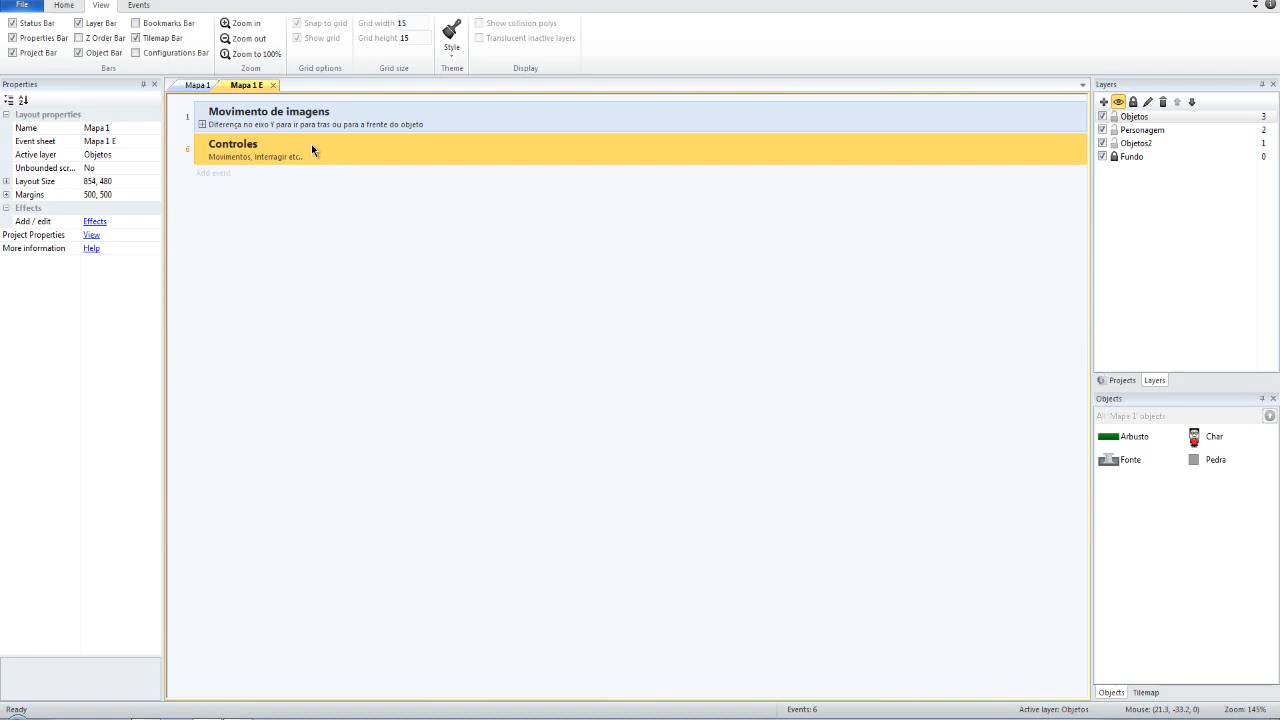 File Home View Events
Status Bar Layer Bar Bookmarks Bar
Properties Bar Z Order Bar Tilemap Bar
Project Bar Object Bar Configurations Bar
Bars
Zoom in
Zoom out
Zoom to 100%
Zoom
Snap to grid
Show grid
Grid options
Grid width 15
Grid height 15
Grid size
Style
Theme
Show collision polys
Translucent inactive layers
Display
Properties
Layout properties
Name Mapa 1
Event sheet Mapa 1 E
Active layer Objetos
Unbounded scr... No
Layout Size 854, 480
Margins 500, 500
Effects
Add / edit Effects
Project Properties View
More information Help
Mapa 1 Mapa 1 E
1 Movimento de imagens
Diferença no eixo Y para ir para tras ou para a frente do objeto
6 Controles
Movimentos, interragir etc..
Add event
Layers
Objetos 3
Personagem 2
Objetos2 1
Fundo 0
Projects Layers
Objects
All 'Mapa 1' objects
Arbusto Char
Fonte Pedra
Objects Tilemap
Ready Events: 6 Active layer: Objetos Mouse: (21.3, -33.2, 0) Zoom: 145%